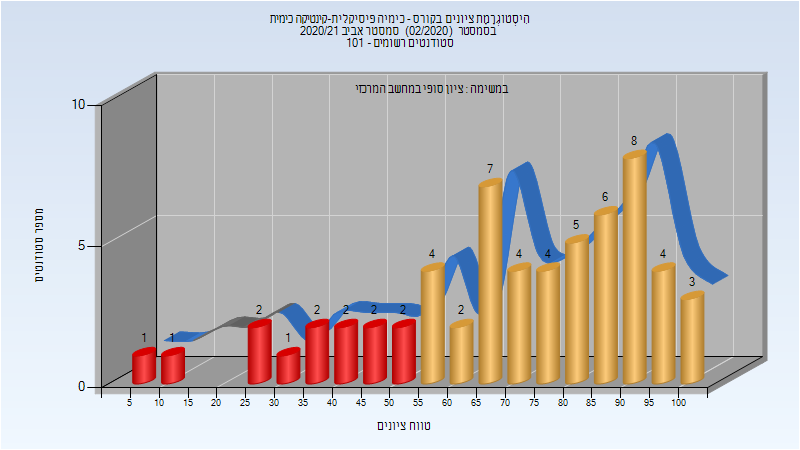 היסטוגרמת ציונים בקורס - כימיה פיסיקלית-קינטיקה כימית
בסמסטר (02/2020) סמסטר אביב 2020/21
סטודנטים רשומים - 101
במשימה : ציון סופי במחשב המרכזי
מספר סטודנטים
10
5
0
1 1 2 1 2 2 2 2 4 2 7 4 4 5 6 8 4 3
5 10 15 20 25 30 35 40 45 50 55 60 65 70 75 80 85 90 95 100
טווח ציונים